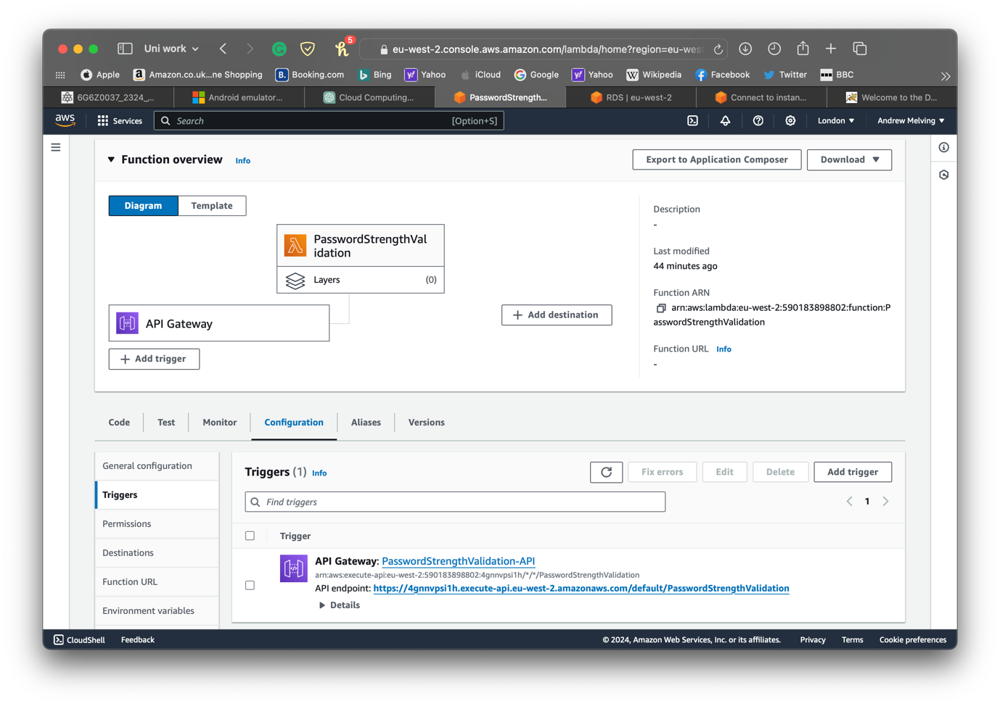 Uni work
5
eu-west-2.console.aws.amazon.com/lambda/home?region=eu-wes
Apple
Amazon.co.uk...ne Shopping
Booking.com
Bing
Yahoo
iCloud
Google
Yahoo
Wikipedia
Facebook
Twitter
BBC
6G6Z0037_2324_...
Android emulator...
Cloud Computing...
PasswordStrength...
RDS | eu-west-2
Connect to instan...
Welcome to the D...
aws
Services
Search
[Option+S]
London
Andrew Melving
Function overview
Info
Export to Application Composer
Download
Diagram
Template
PasswordStrengthVal
idation
Layers
(0)
API Gateway
+ Add trigger
+ Add destination
Description
-
Last modified
44 minutes ago
Function ARN
arn:aws:lambda:eu-west-2:590183898802:function:P
asswordStrengthValidation
Function URL
Info
-
Code
Test
Monitor
Configuration
Aliases
Versions
General configuration
Triggers
Permissions
Destinations
Function URL
Environment variables
Triggers (1)
Info
Fix errors
Edit
Delete
Add trigger
Find triggers
1
Trigger
API Gateway: PasswordStrengthValidation-API
arn:aws:execute-api:eu-west-2:590183898802:4gnnvpsi1h/*/*/PasswordStrengthValidation
API endpoint: https://4gnnvpsi1h.execute-api.eu-west-2.amazonaws.com/default/PasswordStrengthValidation
Details
CloudShell
Feedback
© 2024, Amazon Web Services, Inc. or its affiliates.
Privacy
Terms
Cookie preferences